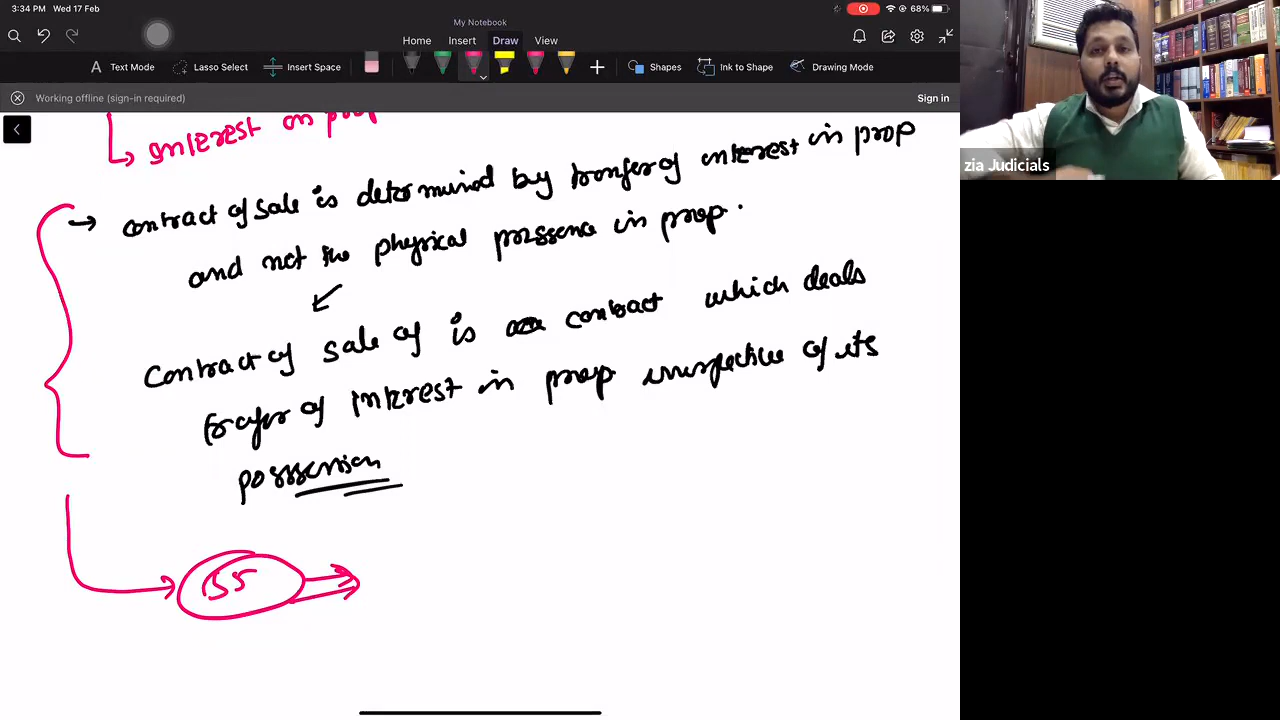 3:34 PM Wed 17 Feb
68%
My Notebook
Home Insert Draw View
Text Mode Lasso Select Insert Space Shapes Ink to Shape Drawing Mode
Working offline (sign-in required) Sign in
zia Judicials
Interest in prop
→ contract of sale is determined by transfer of interest in prop
and not the physical pressence in prop.
Contract of sale of is contract which deals
transfer of interest in prop irrespective of its
possession
55